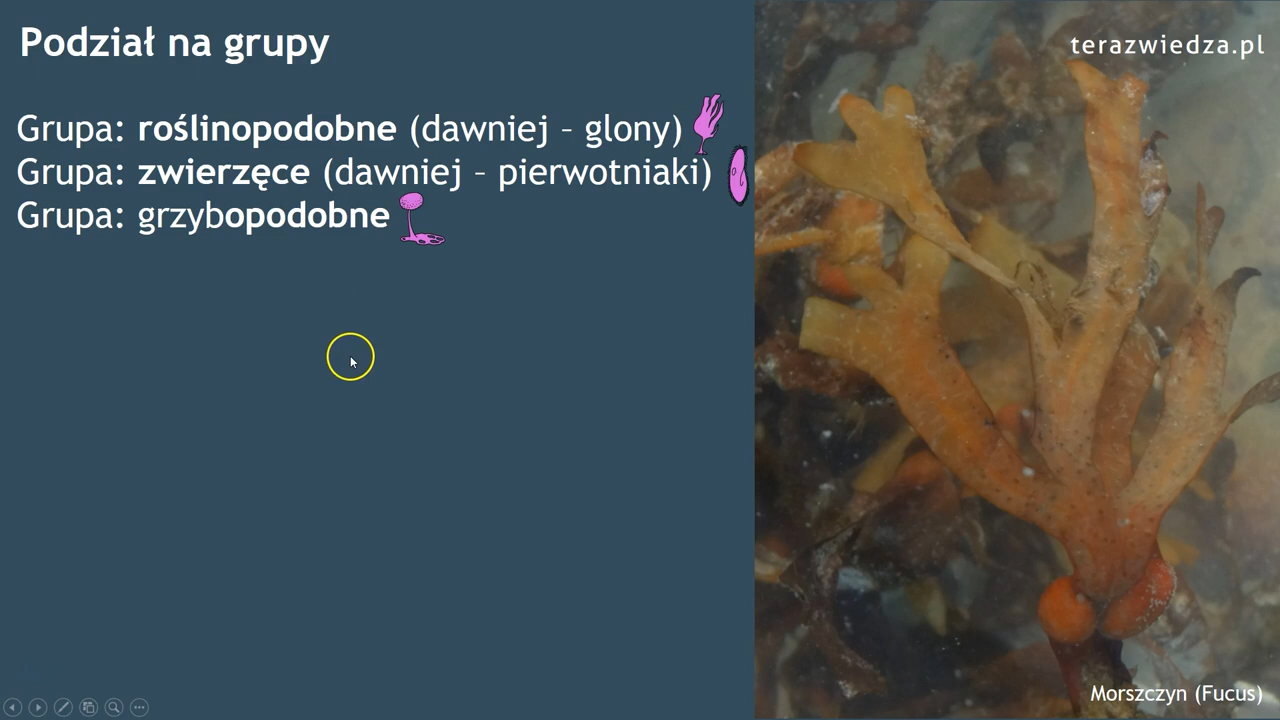 Podział na grupy
terazwiedza.pl
Grupa: roślinopodobne (dawniej – glony)
Grupa: zwierzęce (dawniej – pierwotniaki)
Grupa: grzybopodobne
Morszczyn (Fucus)